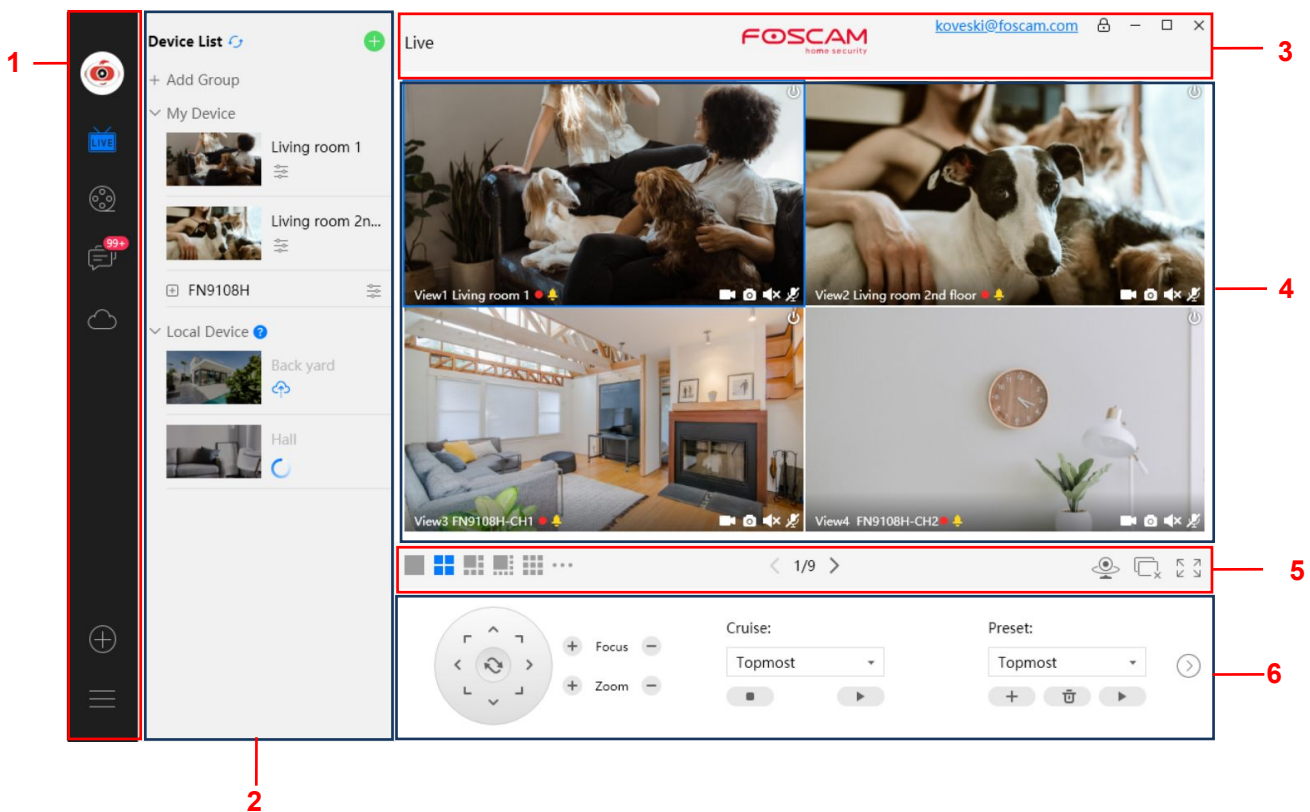 1
LIVE
99+
Device List
+ Add Group
My Device
Living room 1
Living room 2n...
FN9108H
Local Device ?
Back yard
Hall
2
Live
FOSCAM
home security
koveski@foscam.com
3
View1 Living room 1
View2 Living room 2nd floor
View3 FN9108H-CH1
View4 FN9108H-CH2
4
1/9
5
+ Focus −
+ Zoom −
Cruise:
Topmost
Preset:
Topmost
6